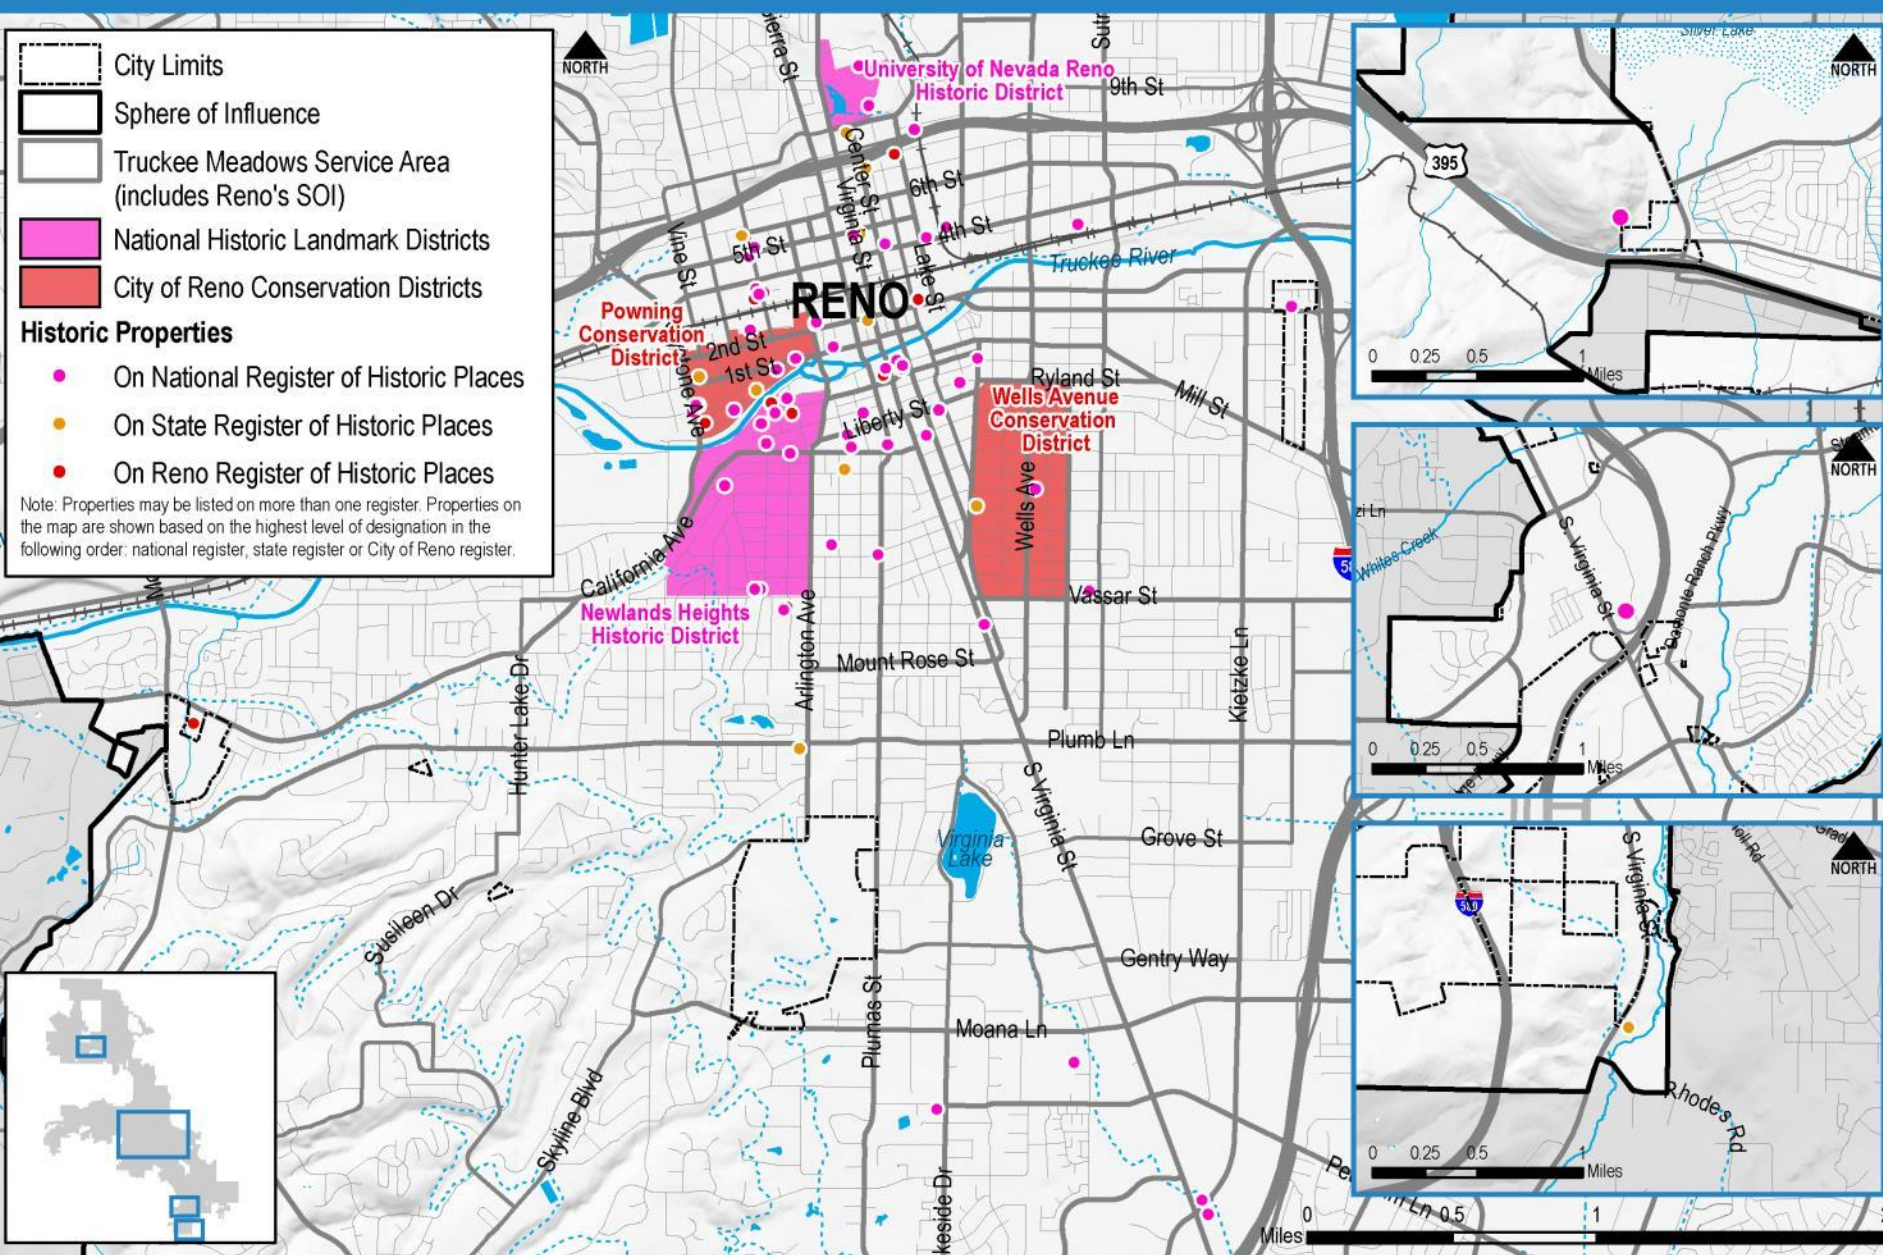 City Limits
Sphere of Influence
Truckee Meadows Service Area
(includes Reno's SOI)
National Historic Landmark Districts
City of Reno Conservation Districts
Historic Properties
On National Register of Historic Places
On State Register of Historic Places
On Reno Register of Historic Places
Note: Properties may be listed on more than one register. Properties on
the map are shown based on the highest level of designation in the
following order: national register, state register or City of Reno register.
NORTH
Sierra St
University of Nevada Reno
Historic District
9th St
Center St
Virginia St
6th St
4th St
5th St
Vine St
Lake St
Truckee River
RENO
Powning
Conservation
District
2nd St
1st St
Ryland St
Wells Avenue
Conservation
District
Mill St
Liberty St
Wells Ave
California Ave
Vassar St
Newlands Heights
Historic District
Arlington Ave
Mount Rose St
Kietzke Ln
Hunter Lake Dr
Plumb Ln
S Virginia St
Virginia
Lake
Grove St
Susileen Dr
Gentry Way
Moana Ln
Plumas St
Skyline Blvd
Miles
0
0.5
1
Silver Lake
NORTH
395
0
0.25
0.5
1
Miles
NORTH
Whites Creek
S. Virginia St
Damonte Ranch Pkwy
0
0.25
0.5
1
Miles
S Virginia St
NORTH
580
Rhodes Rd
0
0.25
0.5
1
Miles